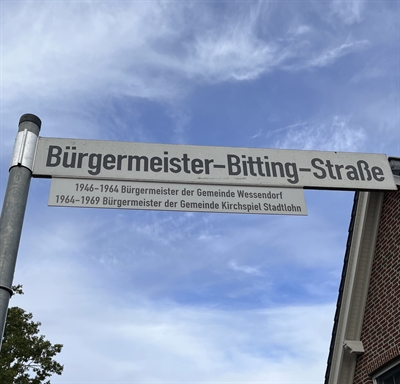 Bürgermeister-Bitting-Straße
1946-1964 Bürgermeister der Gemeinde Wessendorf
1964-1969 Bürgermeister der Gemeinde Kirchspiel Stadtlohn